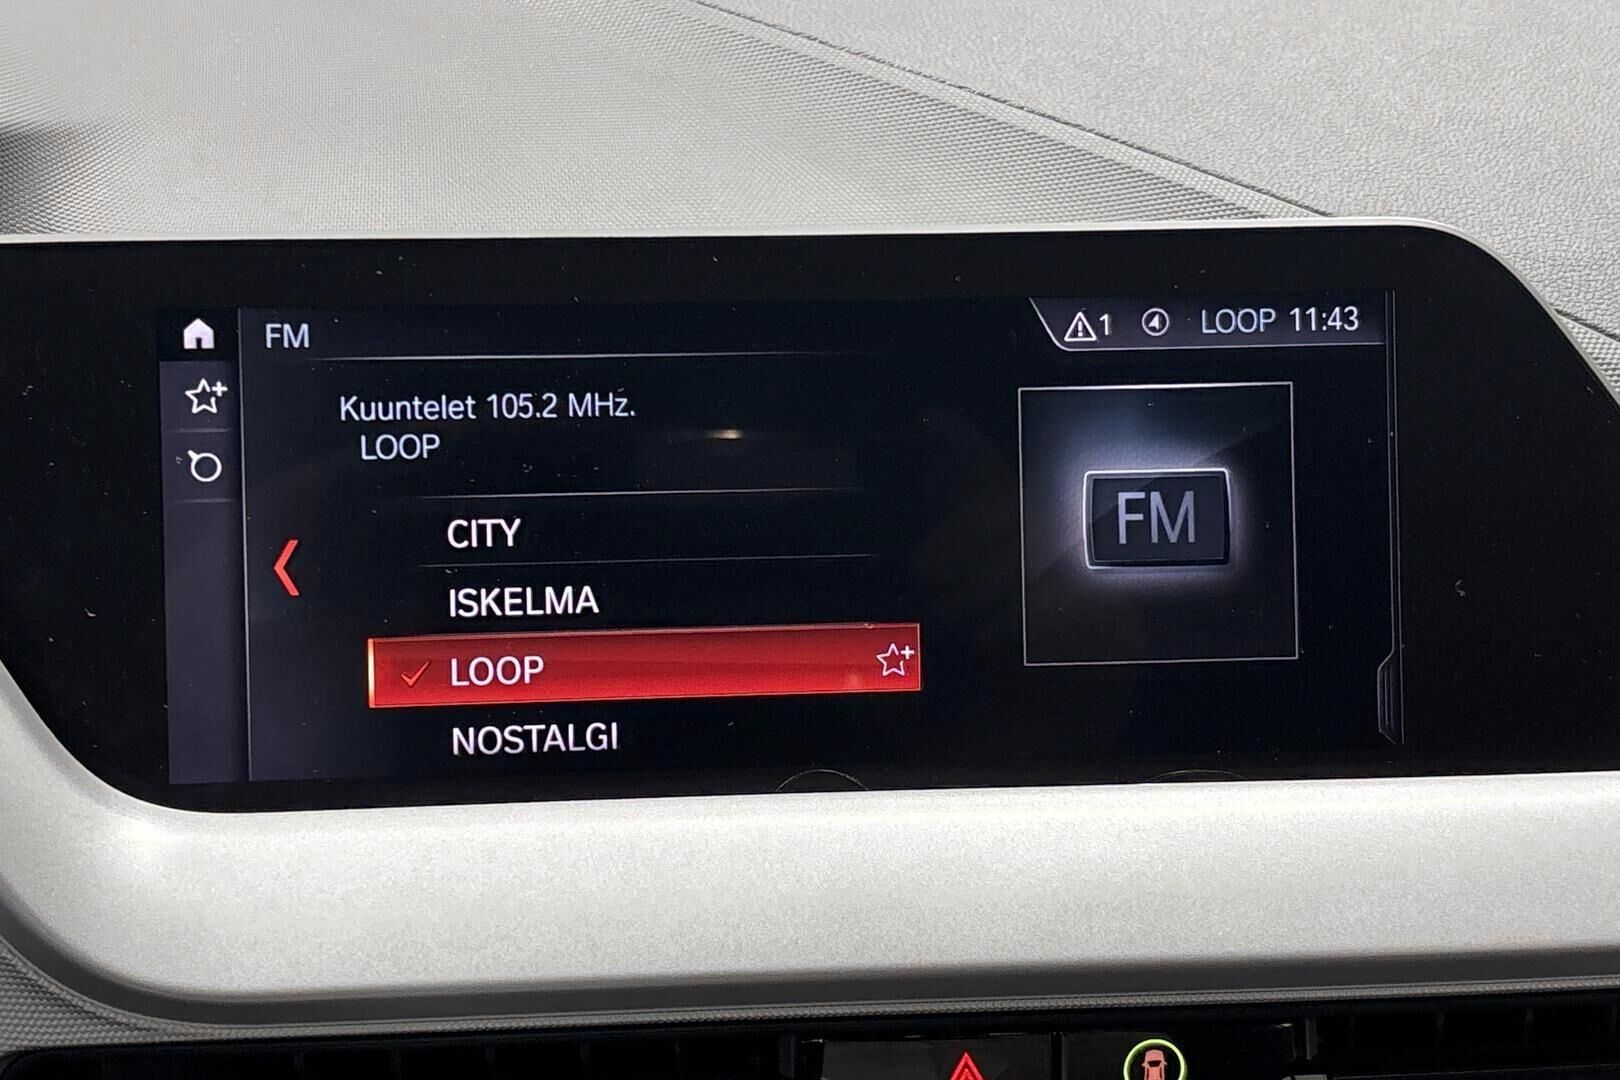 FM
1 LOOP 11:43
Kuuntelet 105.2 MHz.
LOOP
CITY
ISKELMA
LOOP
NOSTALGI
FM